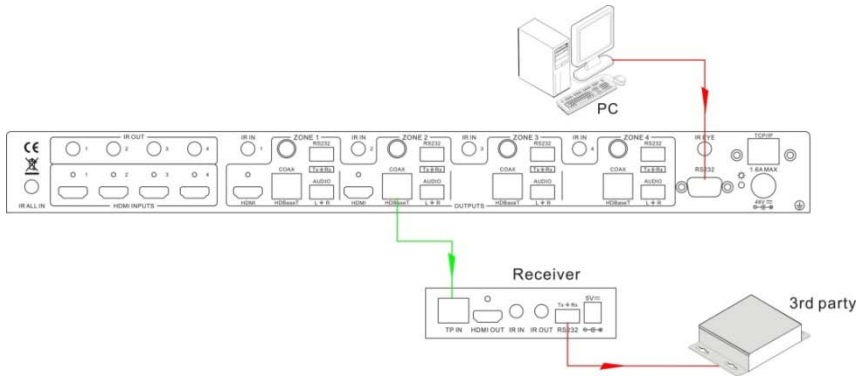 PC
IR OUT
1 2 3 4
IR IN 1 ZONE 1 RS232
IR IN 2 ZONE 2 RS232
IR IN 3 ZONE 3 RS232
IR IN 4 ZONE 4 RS232
IR EYE
TCP/IP
COAX Tx Rx AUDIO
COAX Tx Rx AUDIO
COAX Tx Rx AUDIO
COAX Tx Rx AUDIO
RS232
1.6A MAX
1 2 3 4
IR ALL IN
HDMI INPUTS
HDMI HDBaseT L R
HDMI HDBaseT L R
OUTPUTS
HDBaseT L R
HDBaseT L R
48V
Receiver
Tx Rx 5V
TP IN HDMI OUT IR IN IR OUT RS232
3rd party